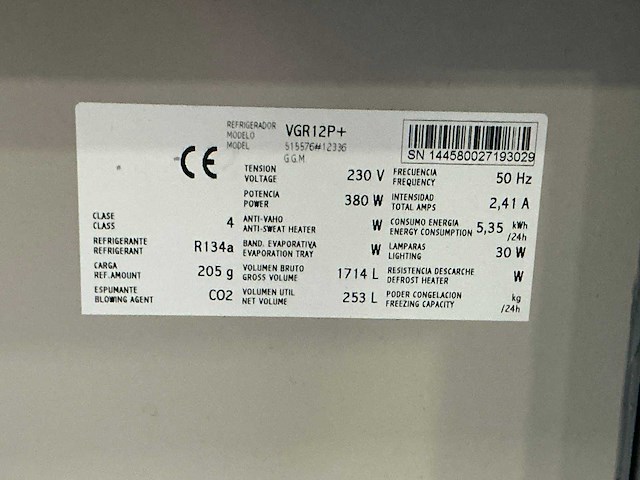 REFRIGERADOR
MODELO
MODEL
VGR12P+
515576##12336
G.G.M.
SN 144580027193029
CE
TENSION
VOLTAGE
230 V
FRECUENCIA
FREQUENCY
50 Hz
POTENCIA
POWER
380 W
INTENSIDAD
TOTAL AMPS
2,41 A
CLASE
CLASS
4
ANTI-VAHO
ANTI-SWEAT HEATER
W
CONSUMO ENERGIA
ENERGY CONSUMPTION
5,35 kWh
/24h
REFRIGERANTE
REFRIGERANT
R134a
BAND. EVAPORATIVA
EVAPORATION TRAY
W
LAMPARAS
LIGHTING
30 W
CARGA
REF.AMOUNT
205 g
VOLUMEN BRUTO
GROSS VOLUME
1714 L
RESISTENCIA DESCARCHE
DEFROST HEATER
W
ESPUMANTE
BLOWING AGENT
CO2
VOLUMEN UTIL
NET VOLUME
253 L
PODER CONGELACION
FREEZING CAPACITY
kg
/24h